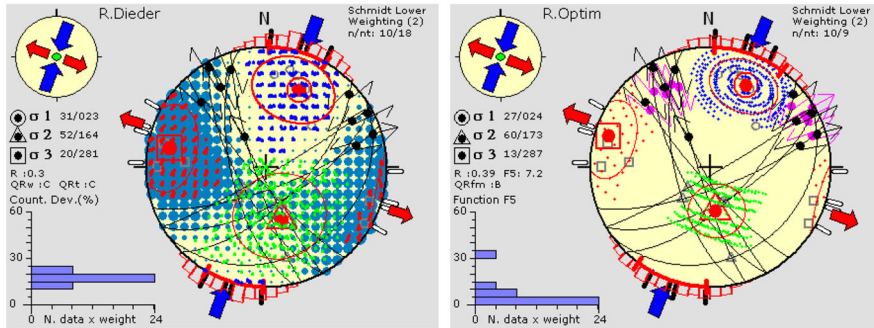 R.Dieder
N
Schmidt Lower
Weighting (2)
n/nt: 10/18
σ 1 31/023
σ 2 52/164
σ 3 20/281
R :0.3
QRw :C QRt :C
Count. Dev.(%)
60
30
0
0 N. data x weight 24
R.Optim
N
Schmidt Lower
Weighting (2)
n/nt: 10/9
σ 1 27/024
σ 2 60/173
σ 3 13/287
R :0.39 F5: 7.2
QRfm :B
Function F5
60
30
0
0 N. data x weight 24